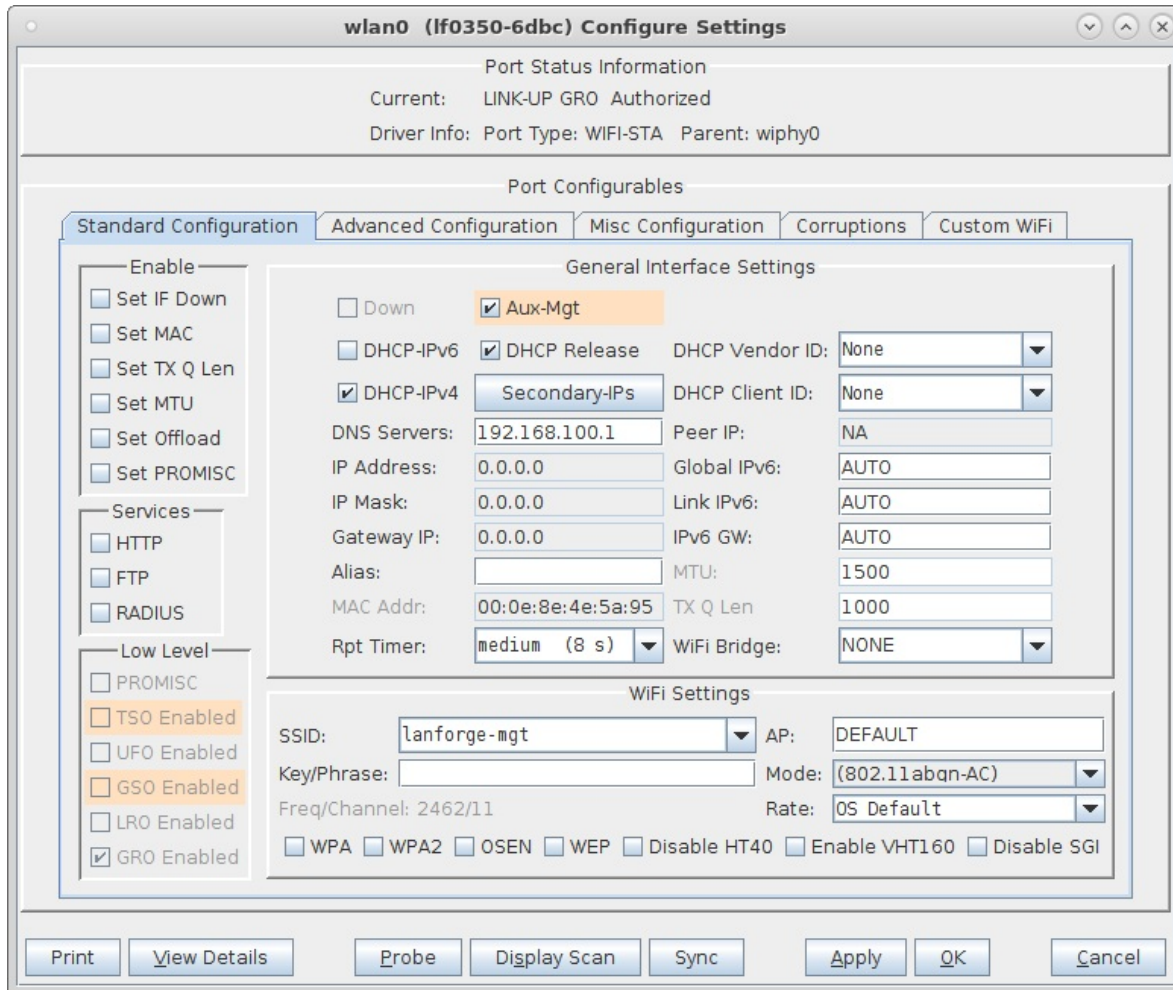 wlan0 (lf0350-6dbc) Configure Settings
Port Status Information
Current: LINK-UP GRO Authorized
Driver Info: Port Type: WIFI-STA Parent: wiphy0
Port Configurables
Standard Configuration Advanced Configuration Misc Configuration Corruptions Custom WiFi
Enable
Set IF Down
Set MAC
Set TX Q Len
Set MTU
Set Offload
Set PROMISC
Services
HTTP
FTP
RADIUS
Low Level
PROMISC
TSO Enabled
UFO Enabled
GSO Enabled
LRO Enabled
GRO Enabled
General Interface Settings
Down Aux-Mgt
DHCP-IPv6 DHCP Release DHCP Vendor ID: None
DHCP-IPv4 Secondary-IPs DHCP Client ID: None
DNS Servers: 192.168.100.1 Peer IP: NA
IP Address: 0.0.0.0 Global IPv6: AUTO
IP Mask: 0.0.0.0 Link IPv6: AUTO
Gateway IP: 0.0.0.0 IPv6 GW: AUTO
Alias: MTU: 1500
MAC Addr: 00:0e:8e:4e:5a:95 TX Q Len 1000
Rpt Timer: medium (8 s) WiFi Bridge: NONE
WiFi Settings
SSID: lanforge-mgt AP: DEFAULT
Key/Phrase: Mode: (802.11abgn-AC)
Freq/Channel: 2462/11 Rate: OS Default
WPA WPA2 OSEN WEP Disable HT40 Enable VHT160 Disable SGI
Print View Details Probe Display Scan Sync Apply OK Cancel